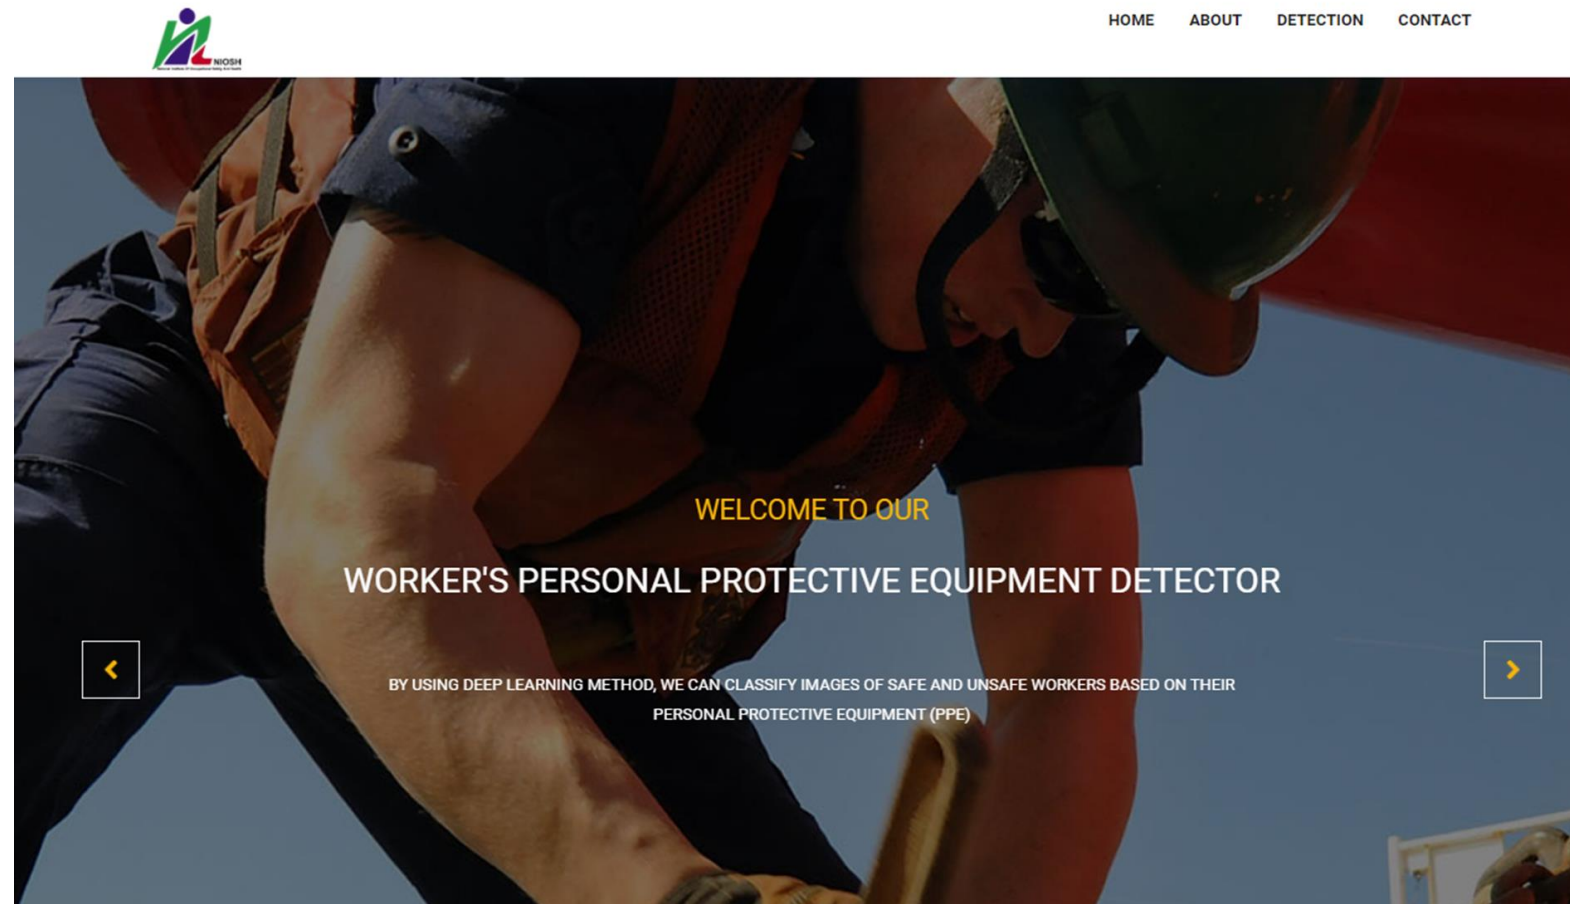 NIOSH
HOME ABOUT DETECTION CONTACT
WELCOME TO OUR
WORKER'S PERSONAL PROTECTIVE EQUIPMENT DETECTOR
BY USING DEEP LEARNING METHOD, WE CAN CLASSIFY IMAGES OF SAFE AND UNSAFE WORKERS BASED ON THEIR
PERSONAL PROTECTIVE EQUIPMENT (PPE)